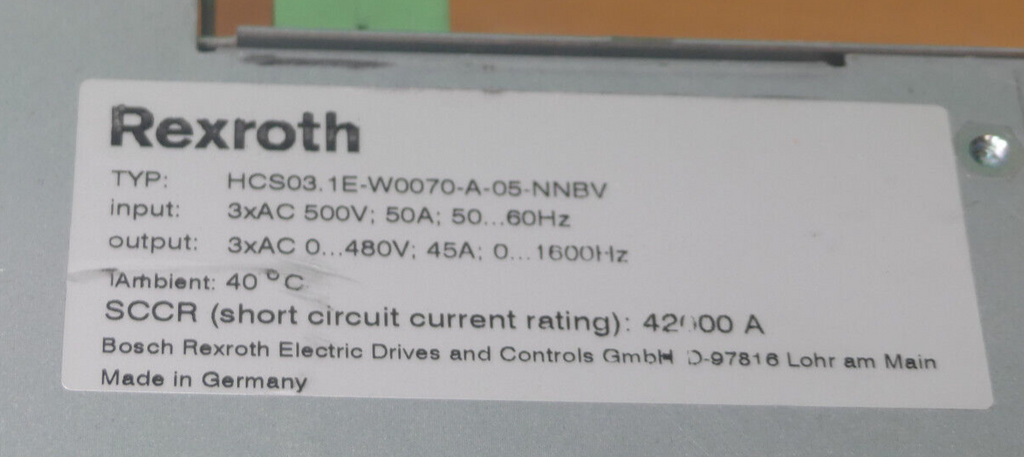 Rexroth
TYP: HCS03.1E-W0070-A-05-NNBV
input: 3xAC 500V; 50A; 50...60Hz
output: 3xAC 0...480V; 45A; 0...1600Hz
TAmbient: 40 °C
SCCR (short circuit current rating): 42000 A
Bosch Rexroth Electric Drives and Controls GmbH D-97816 Lohr am Main
Made in Germany